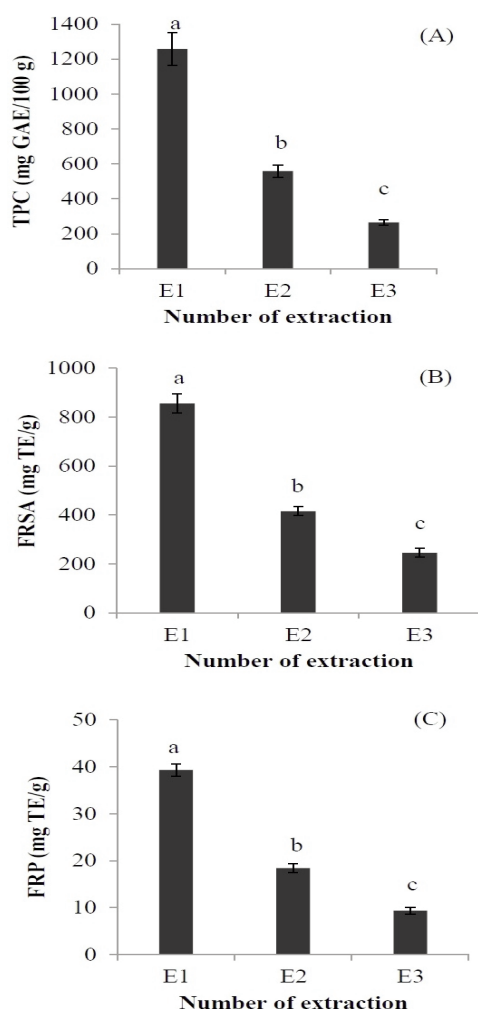 (A)
TPC (mg GAE/100 g)
1400
1200
1000
800
600
400
200
0
a
b
c
E1 E2 E3
Number of extraction
(B)
FRSA (mg TE/g)
1000
800
600
400
200
0
a
b
c
E1 E2 E3
Number of extraction
(C)
FRP (mg TE/g)
50
40
30
20
10
0
a
b
c
E1 E2 E3
Number of extraction